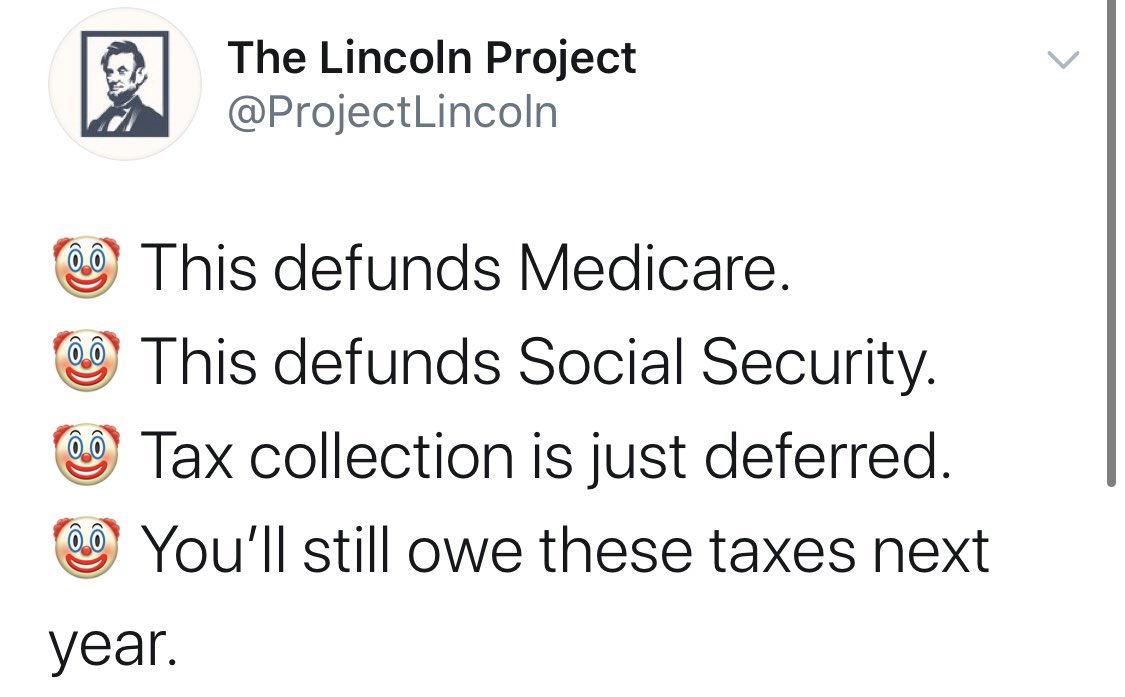 The Lincoln Project
@ProjectLincoln
🤡 This defunds Medicare.
🤡 This defunds Social Security.
🤡 Tax collection is just deferred.
🤡 You’ll still owe these taxes next
year.